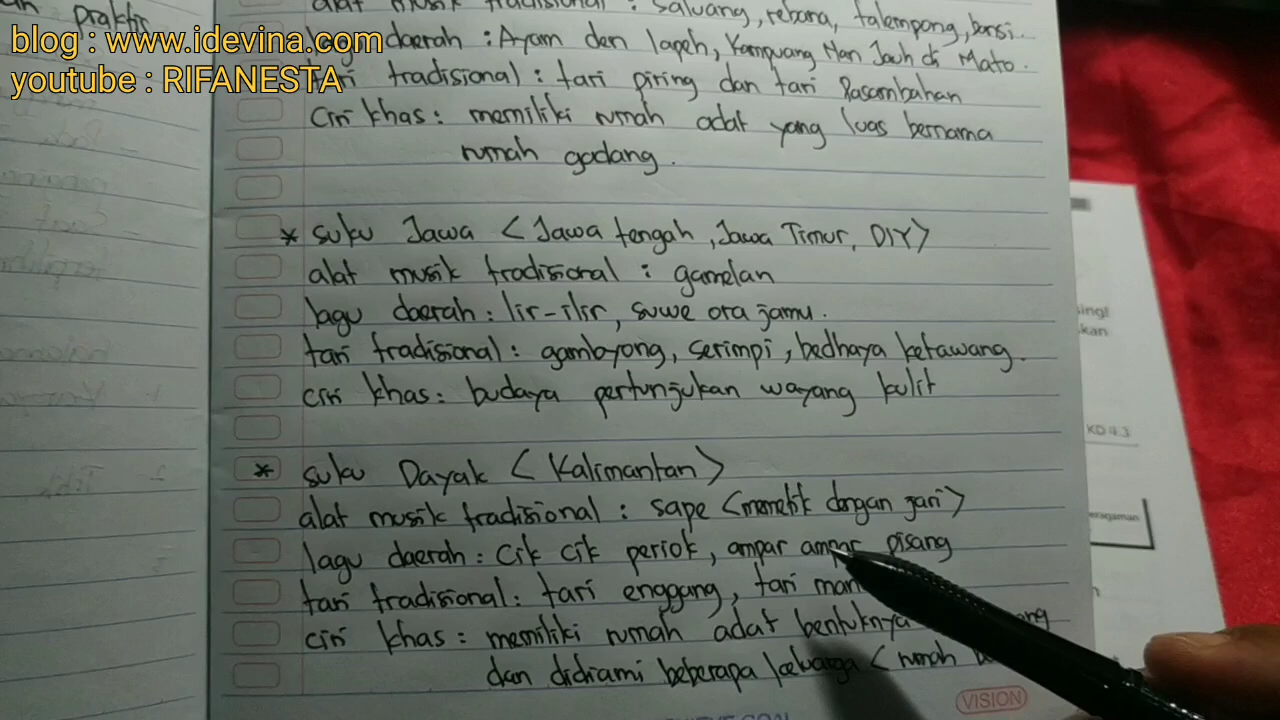 praktir
alat musik tradisional : saluang, rebana, talempong, bansi..
blog : www.idevina.com
daerah : Ayam den lapeh, Kampuang Nan Jauh di Mato.
youtube : RIFANESTA
tari tradisional : tari piring dan tari Pasambahan
Ciri khas : memiliki rumah adat yang luas bernama
rumah gadang.
* suku Jawa < Jawa tengah, Jawa Timur, DIY >
alat musik tradisional : gamelan
lagu daerah : lir-ilir, suwe ora jamu.
tari tradisional : gambyong, serimpi, bedhaya ketawang.
ciri khas : budaya pertunjukan wayang kulit
* suku Dayak < Kalimantan >
alat musik tradisional : sape < memetik dengan jari >
lagu daerah : Cik cik periok, ampar ampar pisang
tari tradisional : tari enggang, tari
ciri khas : memiliki rumah adat bentuknya
dan didiami beberapa keluarga < rumah
VISION
KD 4.3